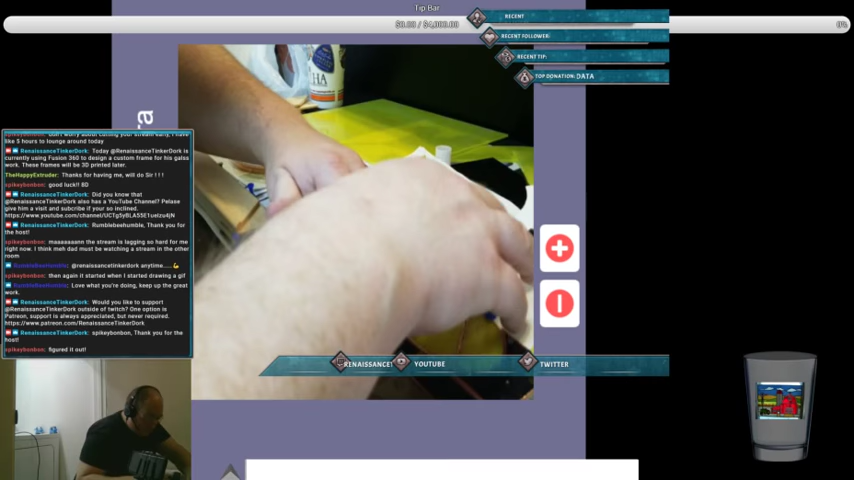 Tip Bar
$0.00 / $4,000.00
0%
RECENT
RECENT FOLLOWER:
RECENT TIP:
TOP DONATION: DATA
HA
ra
don't worry about cutting your stream early, i have
like 5 hours to lounge around today
RenaissanceTinkerDork: Today @RenaissanceTinkerDork is
currently using Fusion 360 to design a custom frame for his galss
work. These frames will be 3D printed later.
TheHappyExtruder: Thanks for having me, will do Sir ! ! !
spikeybonbon: good luck!! 8D
RenaissanceTinkerDork: Did you know that
@RenaissanceTinkerDork also has a YouTube Channel? Pelase
give him a visit and subcribe if your so inclined.
RenaissanceTinkerDork: Rumblebeehumble, Thank you for
the host!
spikeybonbon: maaaaaaann the stream is lagging so hard for me
right now. I think meh dad must be watching a stream in the other
room
@renaissancetinkerdork anytime.....💪
spikeybonbon: then again it started when I started drawing a gif
Love what you're doing, keep up the great
work.
RenaissanceTinkerDork: Would you like to support
@RenaissanceTinkerDork outside of twitch? One option is
Patreon, support is always appreciated, but never required.
https://www.patreon.com/RenaissanceTinkerDork
RenaissanceTinkerDork: spikeybonbon, Thank you for the
host!
spikeybonbon: figured it out!
RENAISSANCET
YOUTUBE
TWITTER